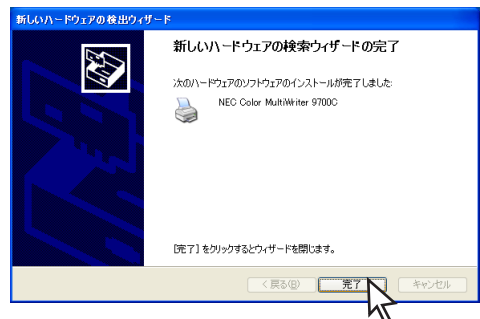 新しいハードウェアの検出ウィザード
新しいハードウェアの検索ウィザードの完了
次のハードウェアのソフトウェアのインストールが完了しました:
NEC Color MultiWriter 9700C
[完了] をクリックするとウィザードを閉じます。
< 戻る(B)
完了
キャンセル